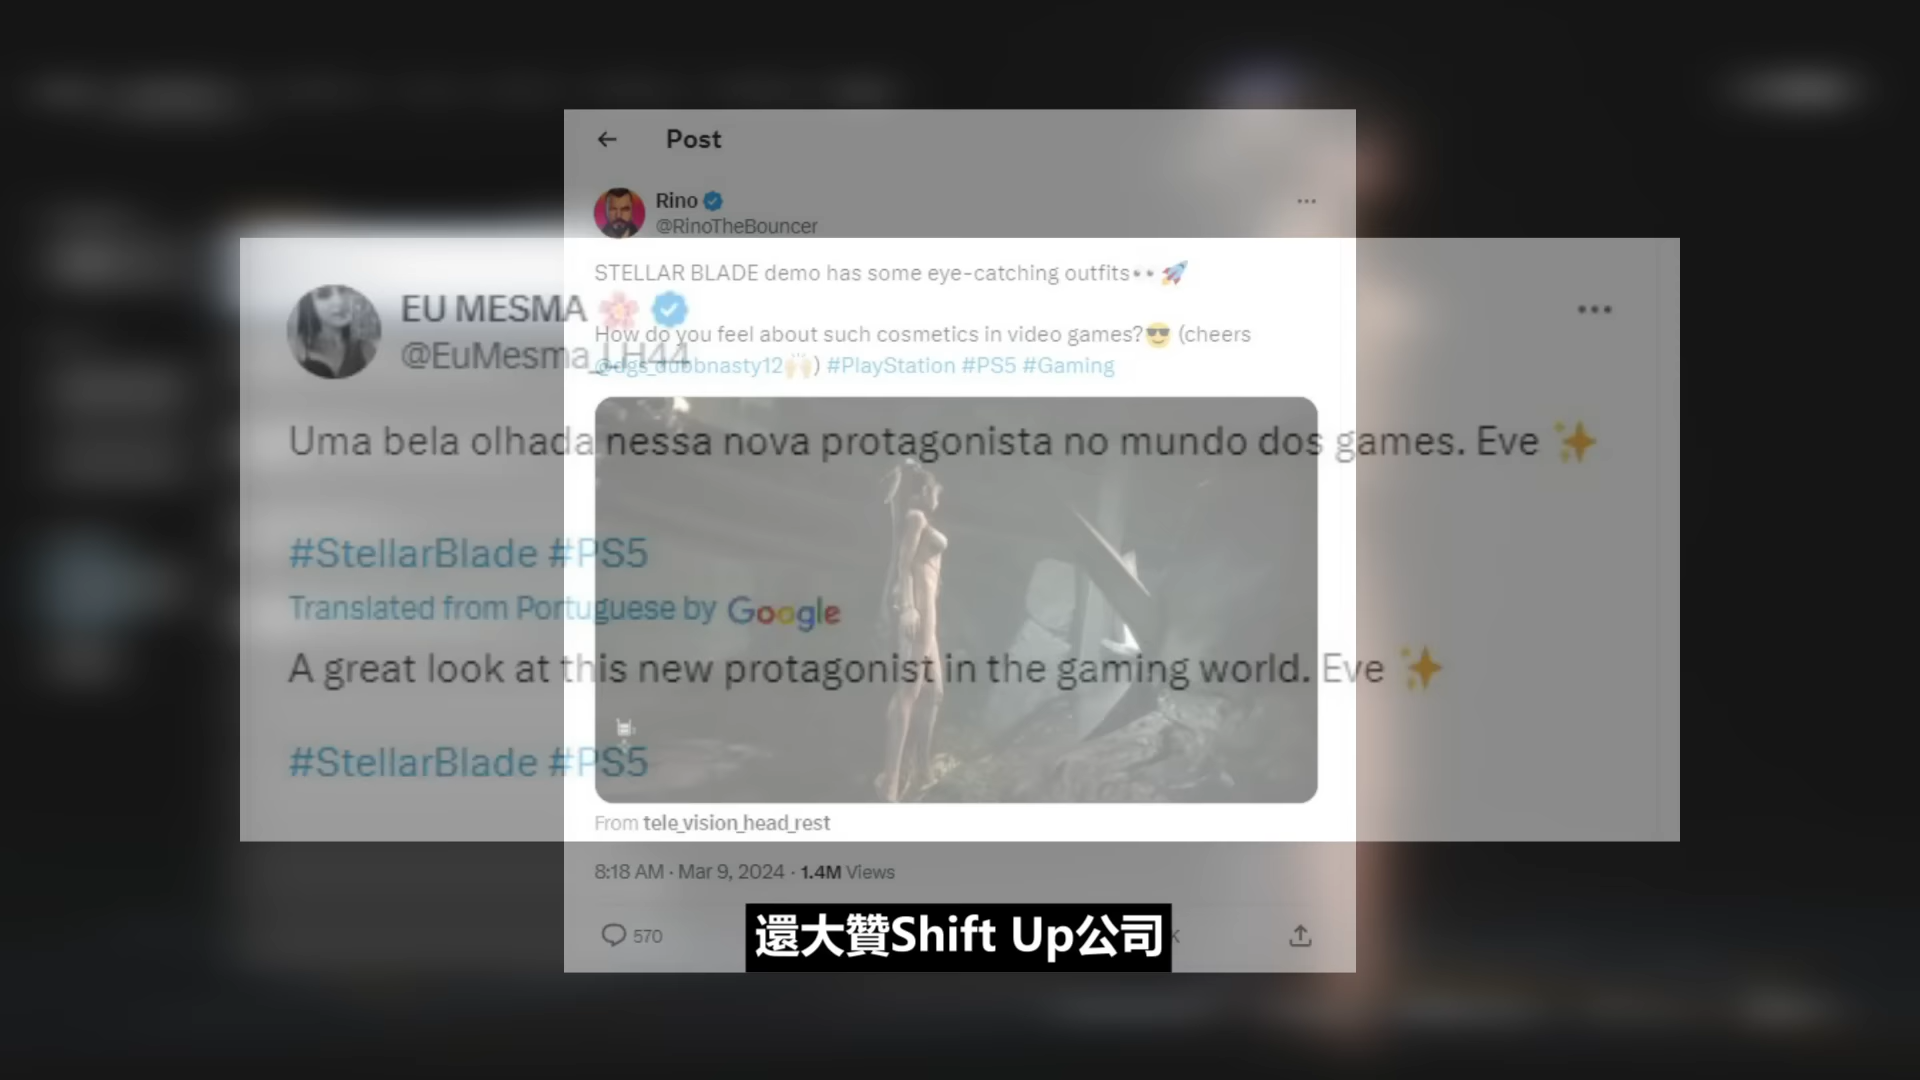 Post
Rino
@RinoTheBouncer
STELLAR BLADE demo has some eye-catching outfits
How do you feel about such cosmetics in video games?😎 (cheers
@dgs_dubbnasty12🙌) #PlayStation #PS5 #Gaming
From tele_vision_head_rest
8:18 AM · Mar 9, 2024 · 1.4M Views
570
K
EU MESMA 🌸
@EuMesma_LH44
Uma bela olhada nessa nova protagonista no mundo dos games. Eve ✨
#StellarBlade #PS5
Translated from Portuguese by Google
A great look at this new protagonist in the gaming world. Eve ✨
#StellarBlade #PS5
還大贊Shift Up公司